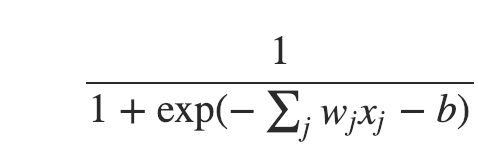 1
1 + exp(− ∑_j w_j x_j − b)